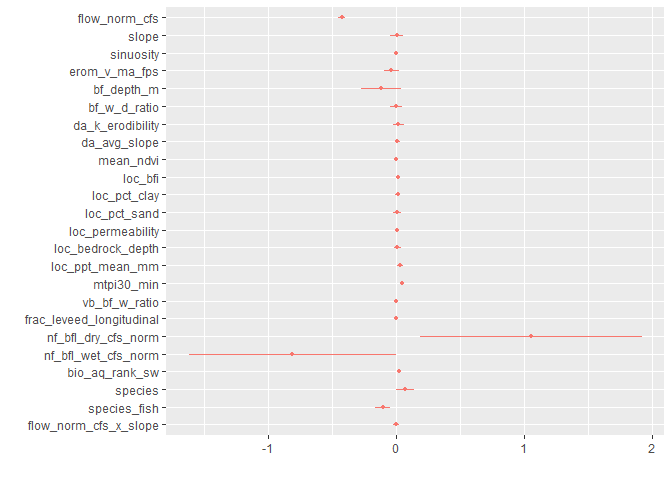 flow_norm_cfs
slope
sinuosity
erom_v_ma_fps
bf_depth_m
bf_w_d_ratio
da_k_erodibility
da_avg_slope
mean_ndvi
loc_bfi
loc_pct_clay
loc_pct_sand
loc_permeability
loc_bedrock_depth
loc_ppt_mean_mm
mtpi30_min
vb_bf_w_ratio
frac_leveed_longitudinal
nf_bfl_dry_cfs_norm
nf_bfl_wet_cfs_norm
bio_aq_rank_sw
species
species_fish
flow_norm_cfs_x_slope
-1 0 1 2